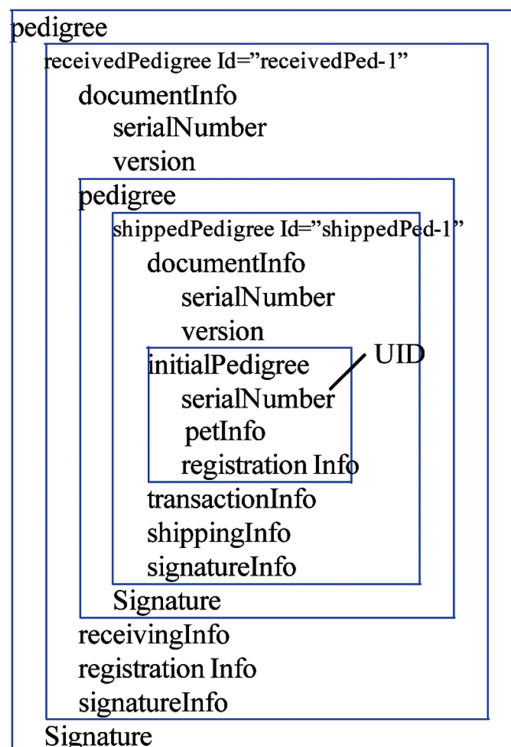 pedigree
receivedPedigree Id=”receivedPed-1”
documentInfo
serialNumber
version
pedigree
shippedPedigree Id=”shippedPed-1”
documentInfo
serialNumber
version
initialPedigree
UID
serialNumber
petInfo
registration Info
transactionInfo
shippingInfo
signatureInfo
Signature
receivingInfo
registration Info
signatureInfo
Signature